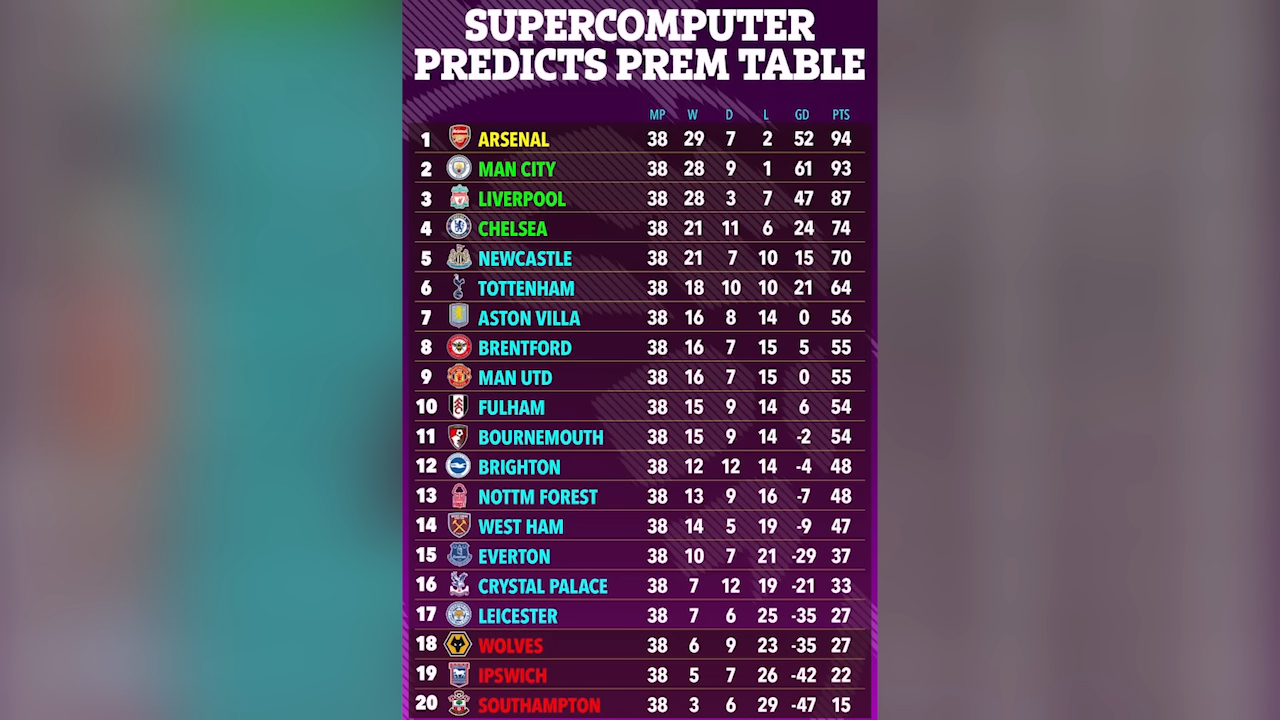 SUPERCOMPUTER
PREDICTS PREM TABLE
MP W D L GD PTS
1 ARSENAL 38 29 7 2 52 94
2 MAN CITY 38 28 9 1 61 93
3 LIVERPOOL 38 28 3 7 47 87
4 CHELSEA 38 21 11 6 24 74
5 NEWCASTLE 38 21 7 10 15 70
6 TOTTENHAM 38 18 10 10 21 64
7 ASTON VILLA 38 16 8 14 0 56
8 BRENTFORD 38 16 7 15 5 55
9 MAN UTD 38 16 7 15 0 55
10 FULHAM 38 15 9 14 6 54
11 BOURNEMOUTH 38 15 9 14 -2 54
12 BRIGHTON 38 12 12 14 -4 48
13 NOTTM FOREST 38 13 9 16 -7 48
14 WEST HAM 38 14 5 19 -9 47
15 EVERTON 38 10 7 21 -29 37
16 CRYSTAL PALACE 38 7 12 19 -21 33
17 LEICESTER 38 7 6 25 -35 27
18 WOLVES 38 6 9 23 -35 27
19 IPSWICH 38 5 7 26 -42 22
20 SOUTHAMPTON 38 3 6 29 -47 15